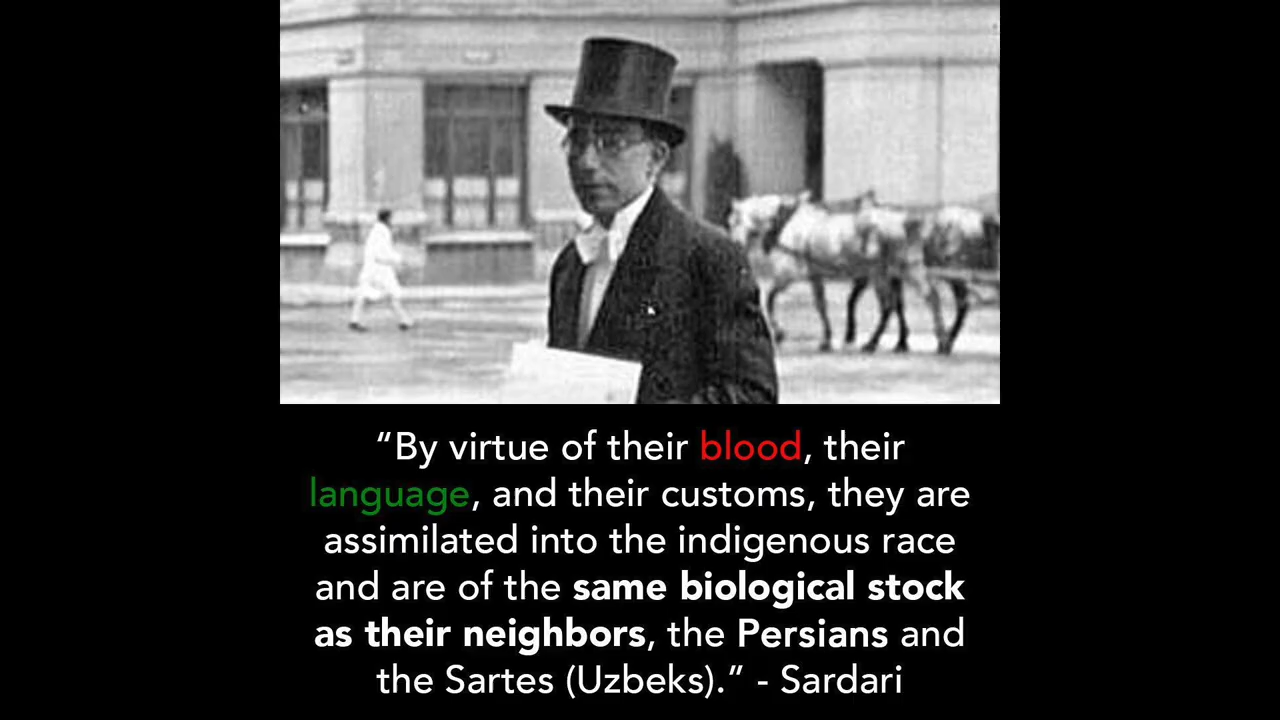 “By virtue of their blood, their
language, and their customs, they are
assimilated into the indigenous race
and are of the same biological stock
as their neighbors, the Persians and
the Sartes (Uzbeks).” - Sardari